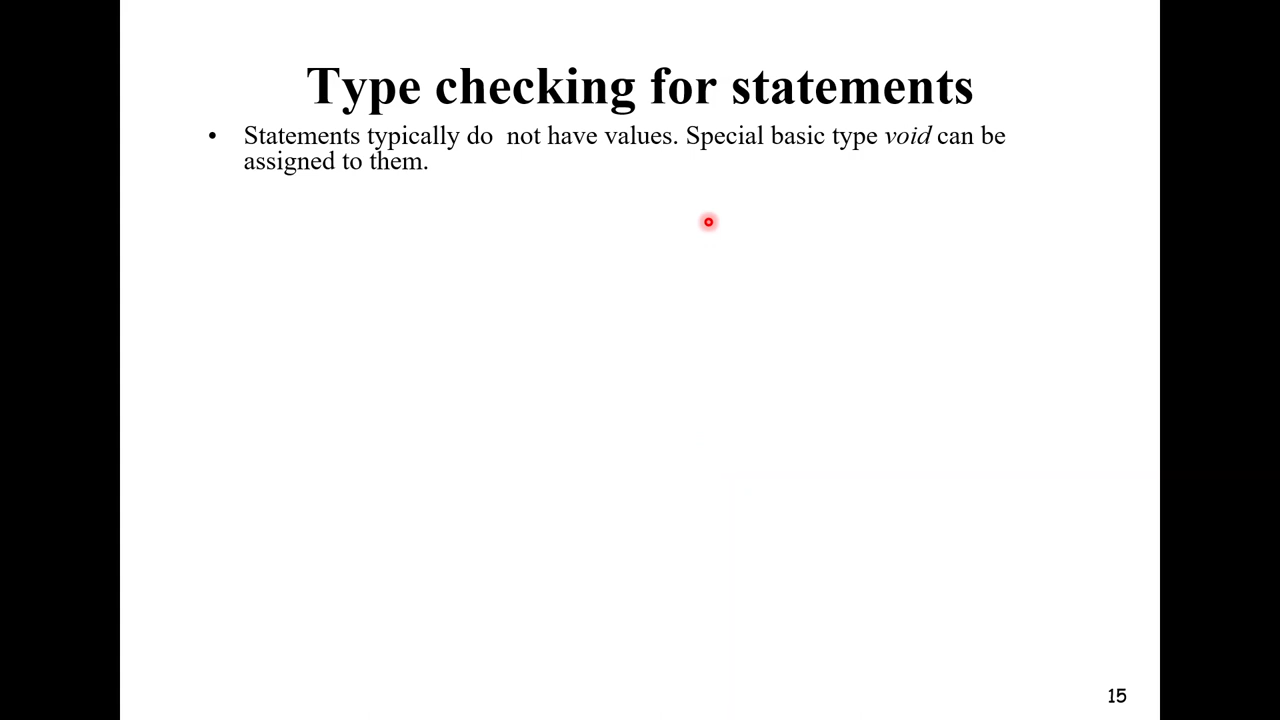 Type checking for statements
• Statements typically do  not have values. Special basic type void can be
assigned to them.
15